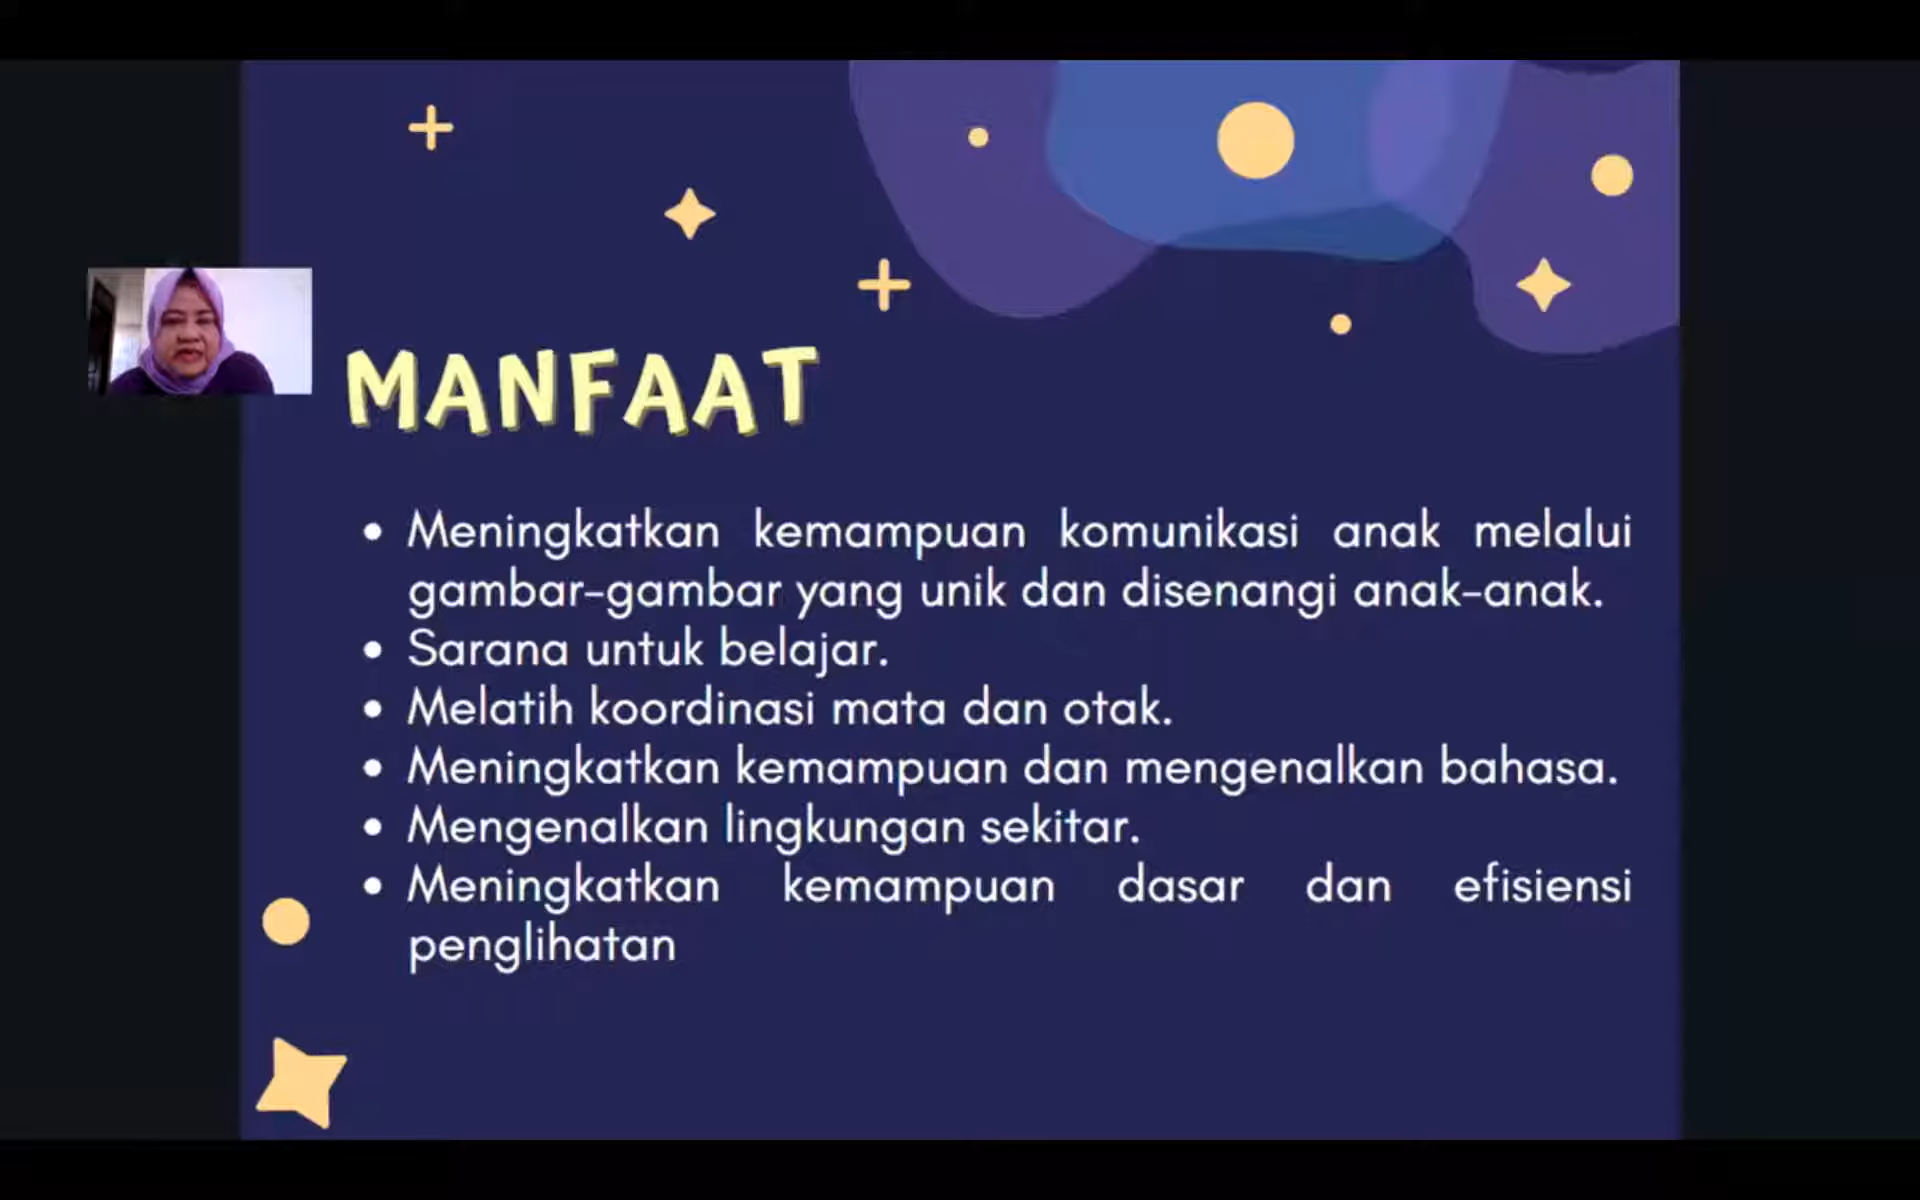 MANFAAT
• Meningkatkan kemampuan komunikasi anak melalui
gambar-gambar yang unik dan disenangi anak-anak.
• Sarana untuk belajar.
• Melatih koordinasi mata dan otak.
• Meningkatkan kemampuan dan mengenalkan bahasa.
• Mengenalkan lingkungan sekitar.
• Meningkatkan kemampuan dasar dan efisiensi
penglihatan